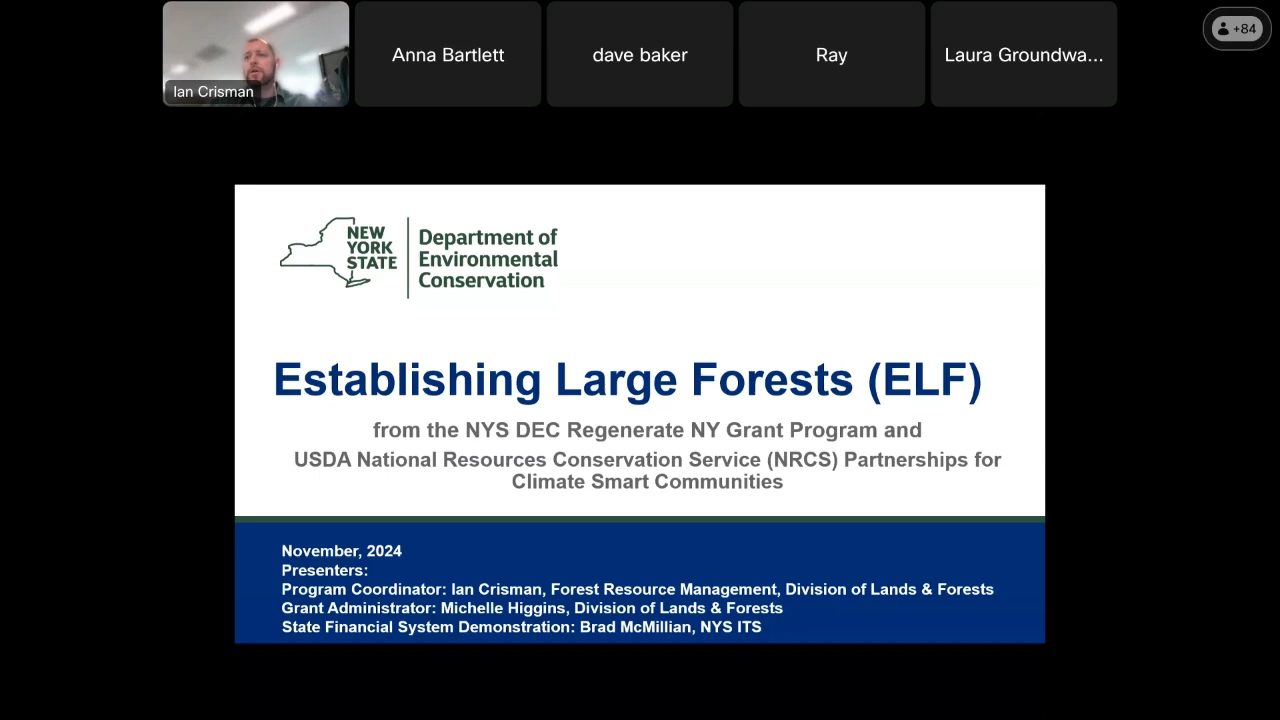 Ian Crisman
Anna Bartlett
dave baker
Ray
Laura Groundwa...
+84
NEW
YORK
STATE
Department of
Environmental
Conservation
Establishing Large Forests (ELF)
from the NYS DEC Regenerate NY Grant Program and
USDA National Resources Conservation Service (NRCS) Partnerships for
Climate Smart Communities
November, 2024
Presenters:
Program Coordinator: Ian Crisman, Forest Resource Management, Division of Lands & Forests
Grant Administrator: Michelle Higgins, Division of Lands & Forests
State Financial System Demonstration: Brad McMillian, NYS ITS